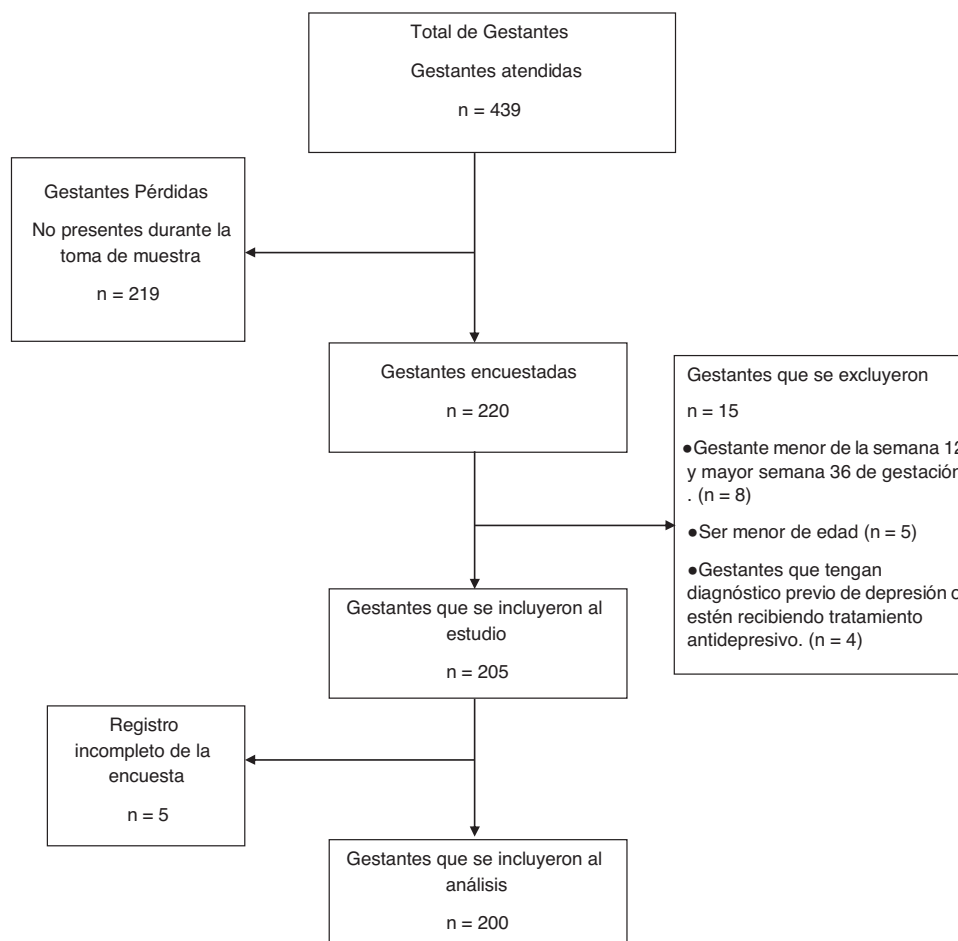 Total de Gestantes
Gestantes atendidas
n = 439
Gestantes Pérdidas
No presentes durante la
toma de muestra
n = 219
Gestantes encuestadas
n = 220
Gestantes que se excluyeron
n = 15
●Gestante menor de la semana 12
y mayor semana 36 de gestación
. (n = 8)
●Ser menor de edad (n = 5)
●Gestantes que tengan
diagnóstico previo de depresión o
estén recibiendo tratamiento
antidepresivo. (n = 4)
Gestantes que se incluyeron al
estudio
n = 205
Registro
incompleto de la
encuesta
n = 5
Gestantes que se incluyeron al
análisis
n = 200